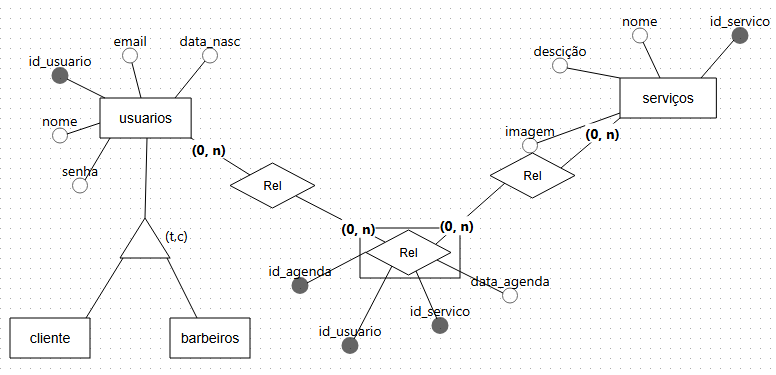 nome
id_servico
email
data_nasc
descição
id_usuario
serviços
usuarios
nome
imagem
(0, n)
(0, n)
senha
Rel
Rel
(t,c)
(0, n)
(0, n)
Rel
id_agenda
data_agenda
id_servico
id_usuario
cliente
barbeiros